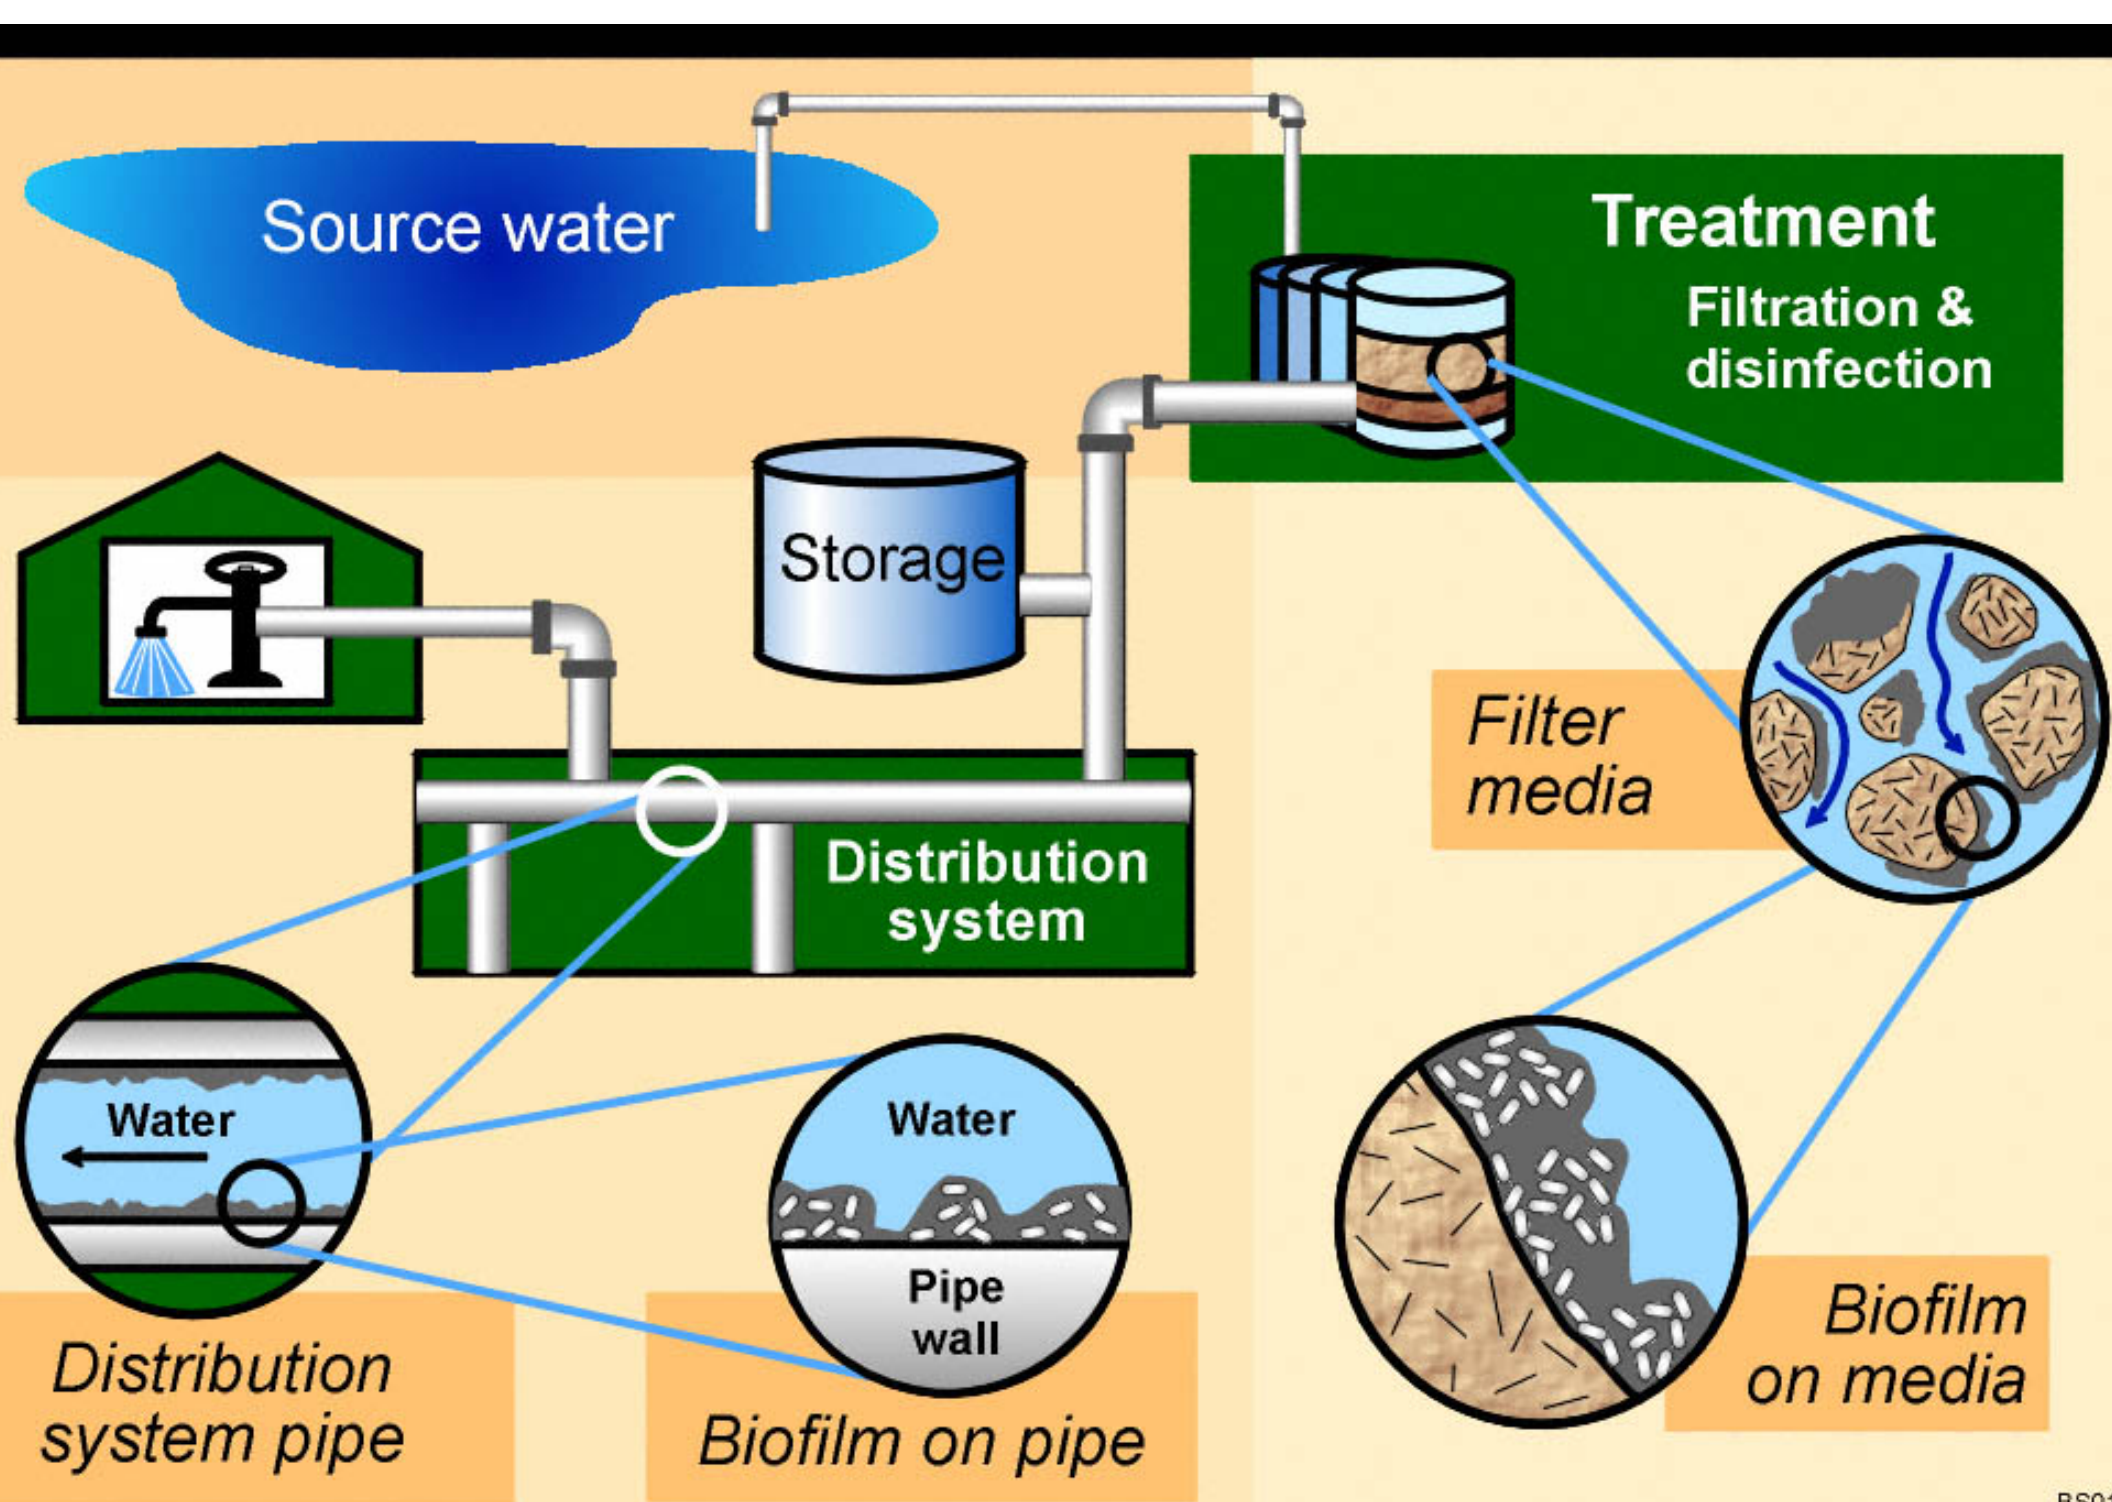 Source water
Treatment
Filtration &
disinfection
Storage
Filter
media
Distribution
system
Water
Water
Pipe
wall
Distribution
system pipe
Biofilm on pipe
Biofilm
on media